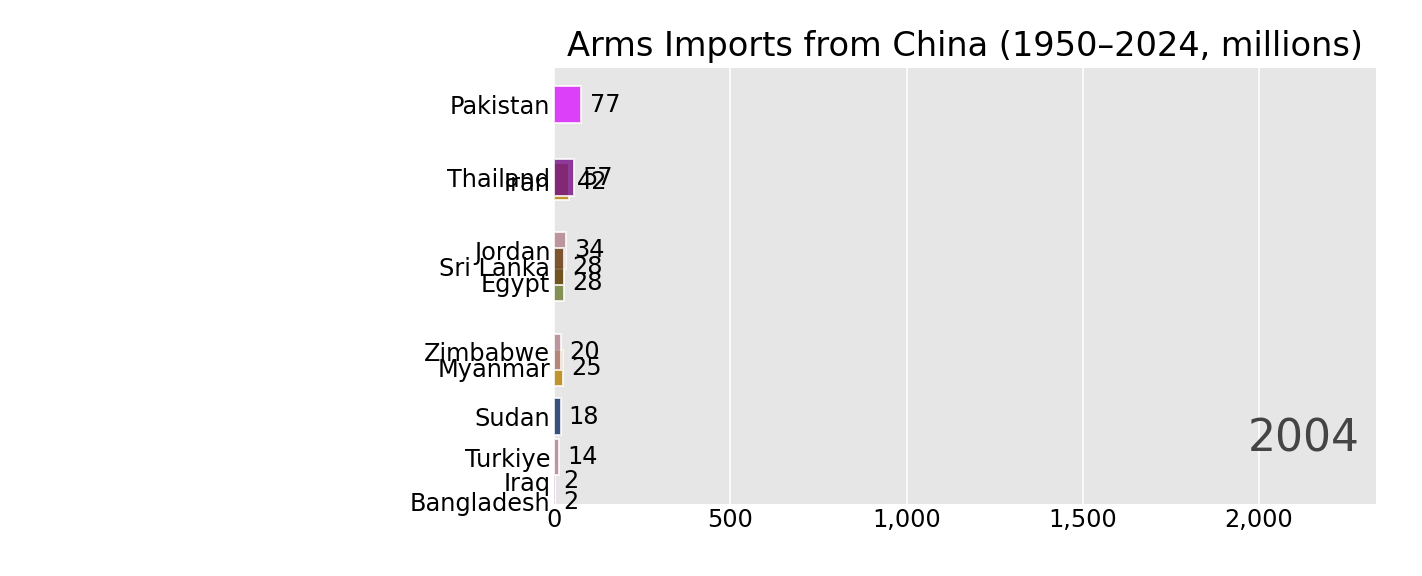 Arms Imports from China (1950–2024, millions)
Pakistan 77
Thailand 57
Iran 42
Jordan 34
Sri Lanka 28
Egypt 28
Zimbabwe 20
Myanmar 25
Sudan 18
2004
Turkiye 14
Iraq 2
Bangladesh 2
0 500 1,000 1,500 2,000